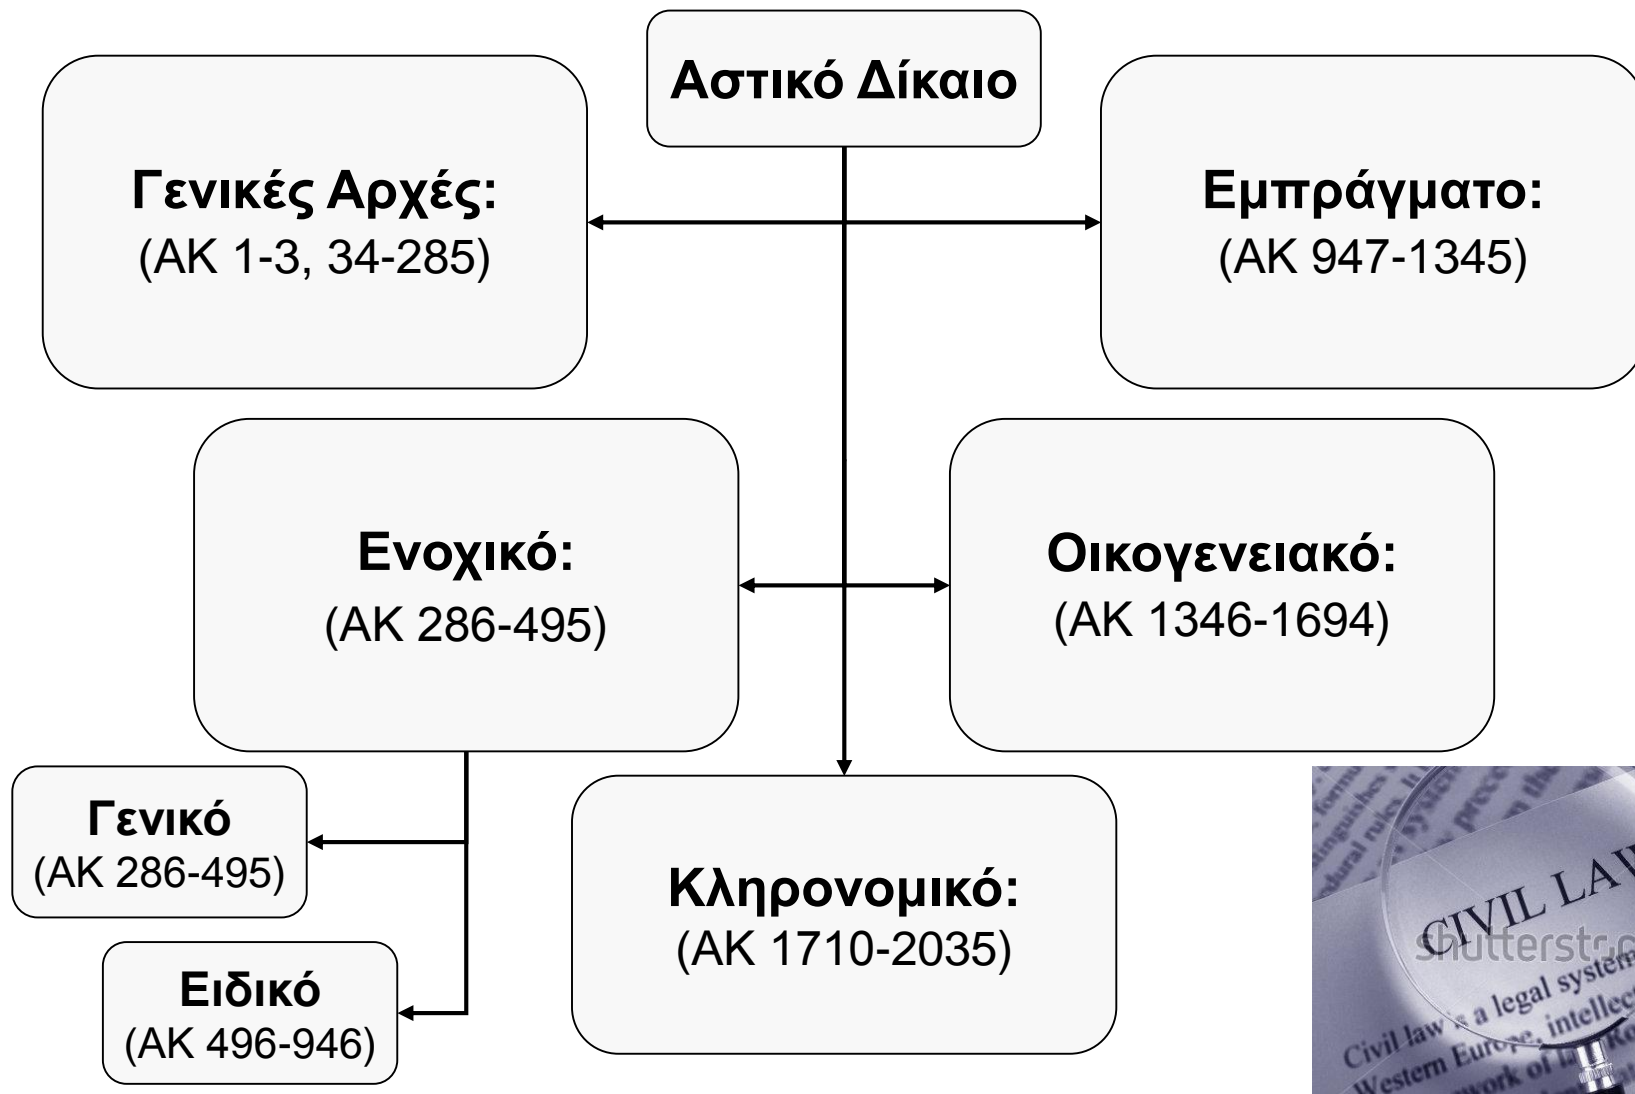 Αστικό Δίκαιο
Γενικές Αρχές:
(ΑΚ 1-3, 34-285)
Εμπράγματο:
(ΑΚ 947-1345)
Ενοχικό:
(ΑΚ 286-495)
Οικογενειακό:
(ΑΚ 1346-1694)
Γενικό
(ΑΚ 286-495)
Ειδικό
(ΑΚ 496-946)
Κληρονομικό:
(ΑΚ 1710-2035)
CIVIL LAW
Civil law is a legal system
Western Europe, intellec